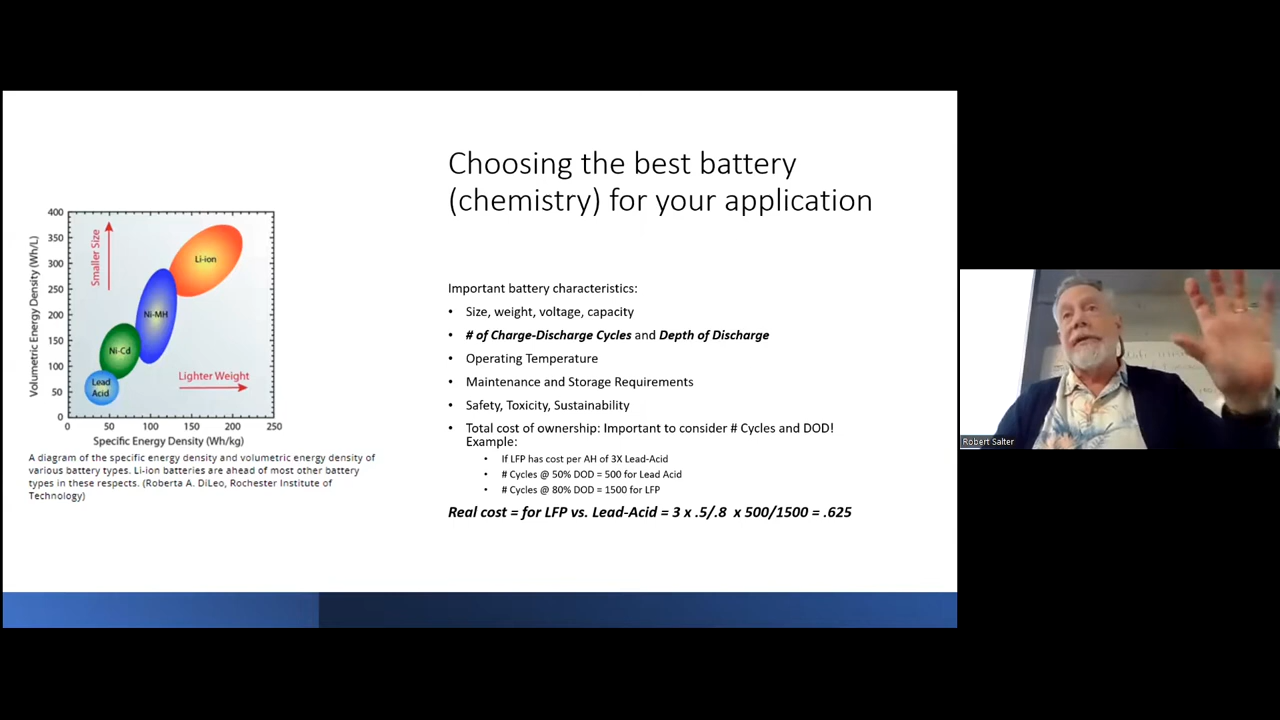 Choosing the best battery
(chemistry) for your application
400
350
300
250
200
150
100
50
0
Volumetric Energy Density (Wh/L)
Smaller Size
Li-ion
Ni-MH
Ni-Cd
Lead
Acid
Lighter Weight
0 50 100 150 200 250
Specific Energy Density (Wh/kg)
A diagram of the specific energy density and volumetric energy density of
various battery types. Li-ion batteries are ahead of most other battery
types in these respects. (Roberta A. DiLeo, Rochester Institute of
Technology)
Important battery characteristics:
• Size, weight, voltage, capacity
• # of Charge-Discharge Cycles and Depth of Discharge
• Operating Temperature
• Maintenance and Storage Requirements
• Safety, Toxicity, Sustainability
• Total cost of ownership: Important to consider # Cycles and DOD!
Example:
• If LFP has cost per AH of 3X Lead-Acid
• # Cycles @ 50% DOD = 500 for Lead Acid
• # Cycles @ 80% DOD = 1500 for LFP
Real cost = for LFP vs. Lead-Acid = 3 x .5/.8 x 500/1500 = .625
Robert Salter